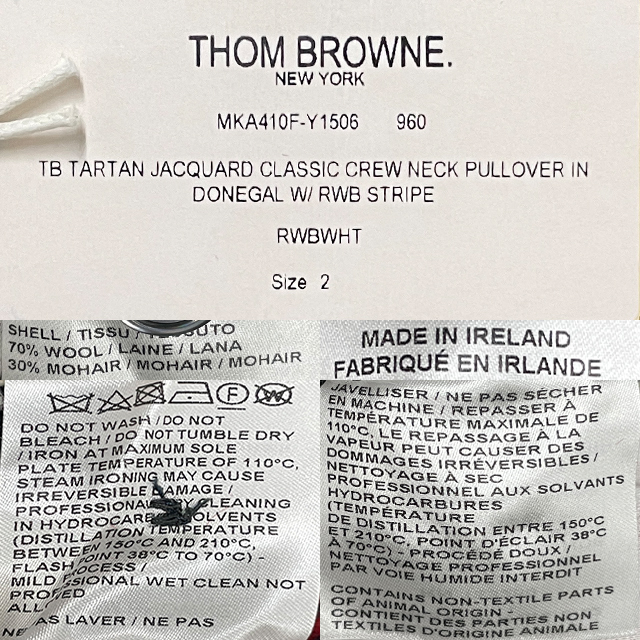 THOM BROWNE.
NEW YORK
MKA410F-Y1506 960
TB TARTAN JACQUARD CLASSIC CREW NECK PULLOVER IN
DONEGAL W/ RWB STRIPE
RWBWHT
Size 2
SHELL / TISSU /
70% WOOL / LAINE / LANA
30% MOHAIR / MOHAIR / MOHAIR
MADE IN IRELAND
FABRIQUÉ EN IRLANDE
DO NOT WASH / DO NOT
BLEACH / DO NOT TUMBLE DRY
/ IRON AT MAXIMUM SOLE
PLATE TEMPERATURE OF 110°C,
STEAM IRONING MAY CAUSE
IRREVERSIBLE DAMAGE /
PROFESSIONAL DRY CLEANING
IN HYDROCARB SOLVENTS
(DISTILLATION TEMPERATURE
BETWEEN 150°C AND 210°C,
FLASH POINT 38°C TO 70°C) -
MILD PROCESS /
WET CLEAN NOT
AS LAVER / NE PAS
JAVELLISER / NE PAS SÉCHER
EN MACHINE / REPASSER À
TEMPÉRATURE MAXIMALE DE
110°C, LE REPASSAGE À LA
VAPEUR PEUT CAUSER DES
DOMMAGES IRRÉVERSIBLES /
NETTOYAGE À SEC
PROFESSIONNEL AUX SOLVANTS
HYDROCARBURES
(TEMPÉRATURE
DE DISTILLATION ENTRE 150°C
ET 210°C, POINT D'ÉCLAIR 38°C
À 70°C) - PROCÉDÉ DOUX /
NETTOYAGE PROFESSIONNEL
PAR VOIE HUMIDE INTERDIT
CONTAINS NON-TEXTILE PARTS
OF ANIMAL ORIGIN -
CONTIENT DES PARTIES NON
TEXTILES D'ORIGINE ANIMALE